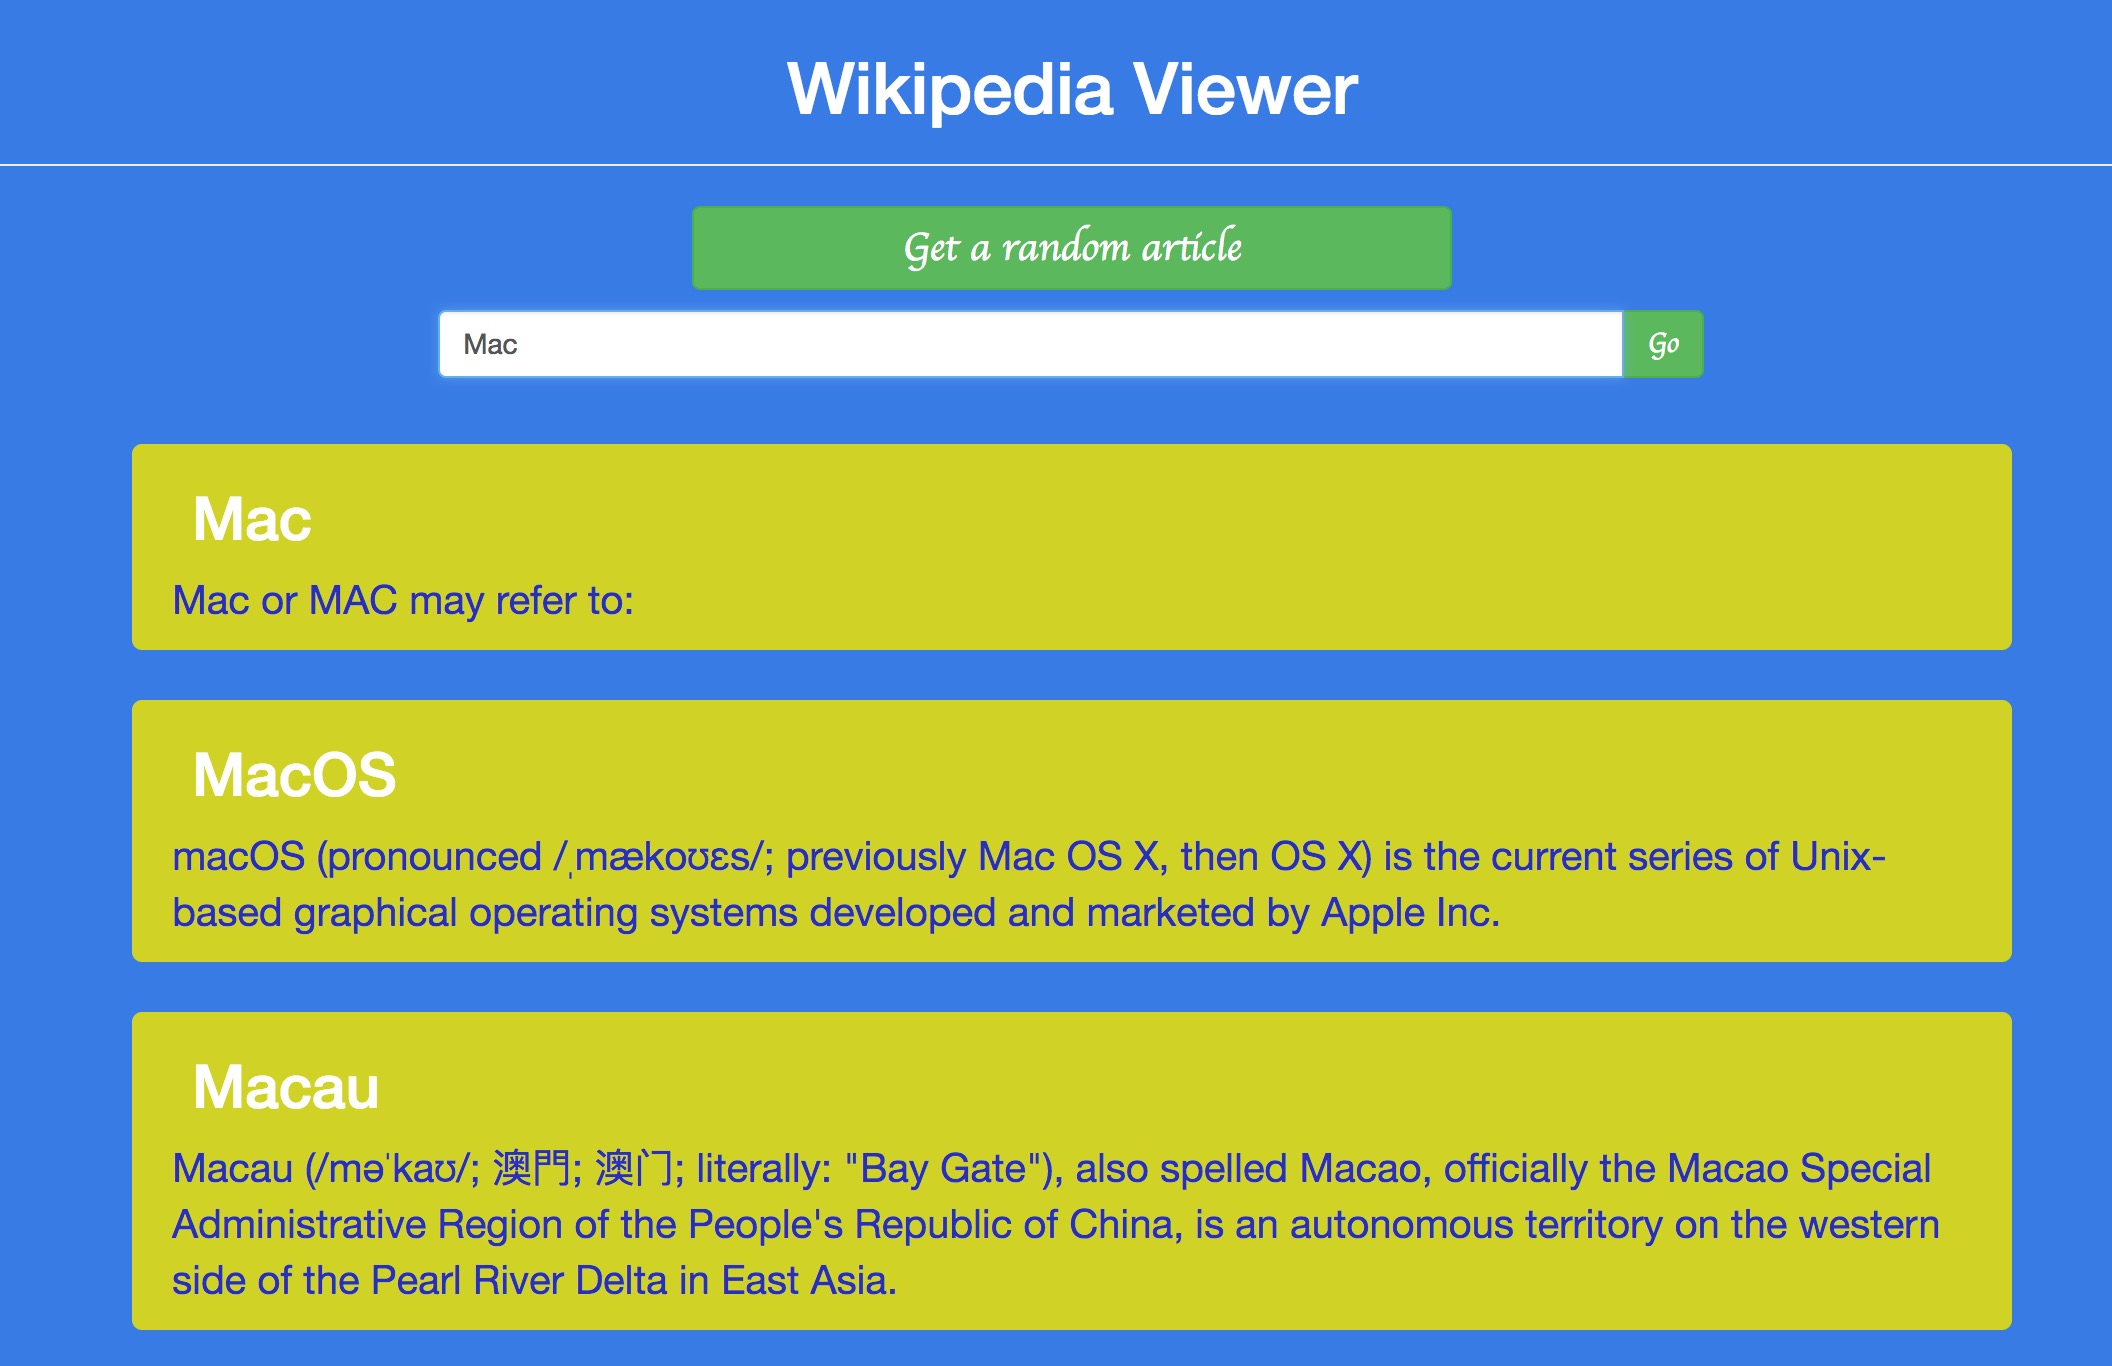 Wikipedia Viewer
Get a random article
Mac
Go
Mac
Mac or MAC may refer to:
MacOS
macOS (pronounced /ˌmækoʊɛs/; previously Mac OS X, then OS X) is the current series of Unix-
based graphical operating systems developed and marketed by Apple Inc.
Macau
Macau (/məˈkaʊ/; 澳門; 澳门; literally: "Bay Gate"), also spelled Macao, officially the Macao Special
Administrative Region of the People's Republic of China, is an autonomous territory on the western
side of the Pearl River Delta in East Asia.